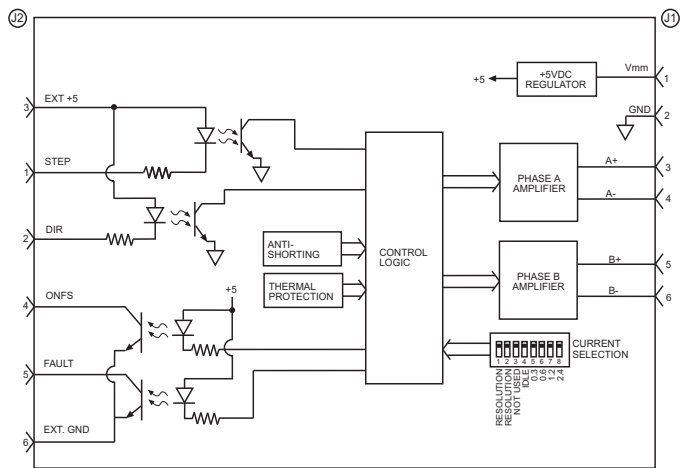 J2
J1
3
EXT +5
1
STEP
2
DIR
4
ONFS
5
FAULT
6
EXT. GND
+5
ANTI-
SHORTING
THERMAL
PROTECTION
CONTROL
LOGIC
+5
+5VDC
REGULATOR
Vmm
1
GND
2
PHASE A
AMPLIFIER
A+
3
A-
4
PHASE B
AMPLIFIER
B+
5
B-
6
CURRENT
SELECTION
1 2 3 4 5 6 7 8
RESOLUTION
RESOLUTION
NOT USED
IDLE
0.3
0.6
1.2
2.4